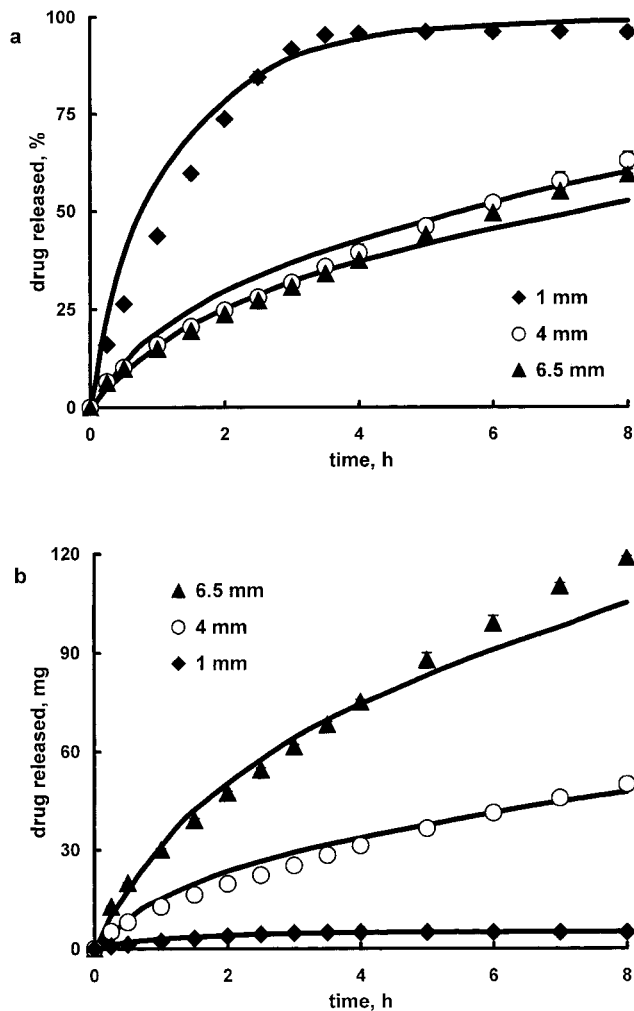 a
drug released, %
100
75
50
25
0
0 2 4 6 8
time, h
1 mm
4 mm
6.5 mm
b
drug released, mg
120
90
60
30
0
0 2 4 6 8
time, h
6.5 mm
4 mm
1 mm